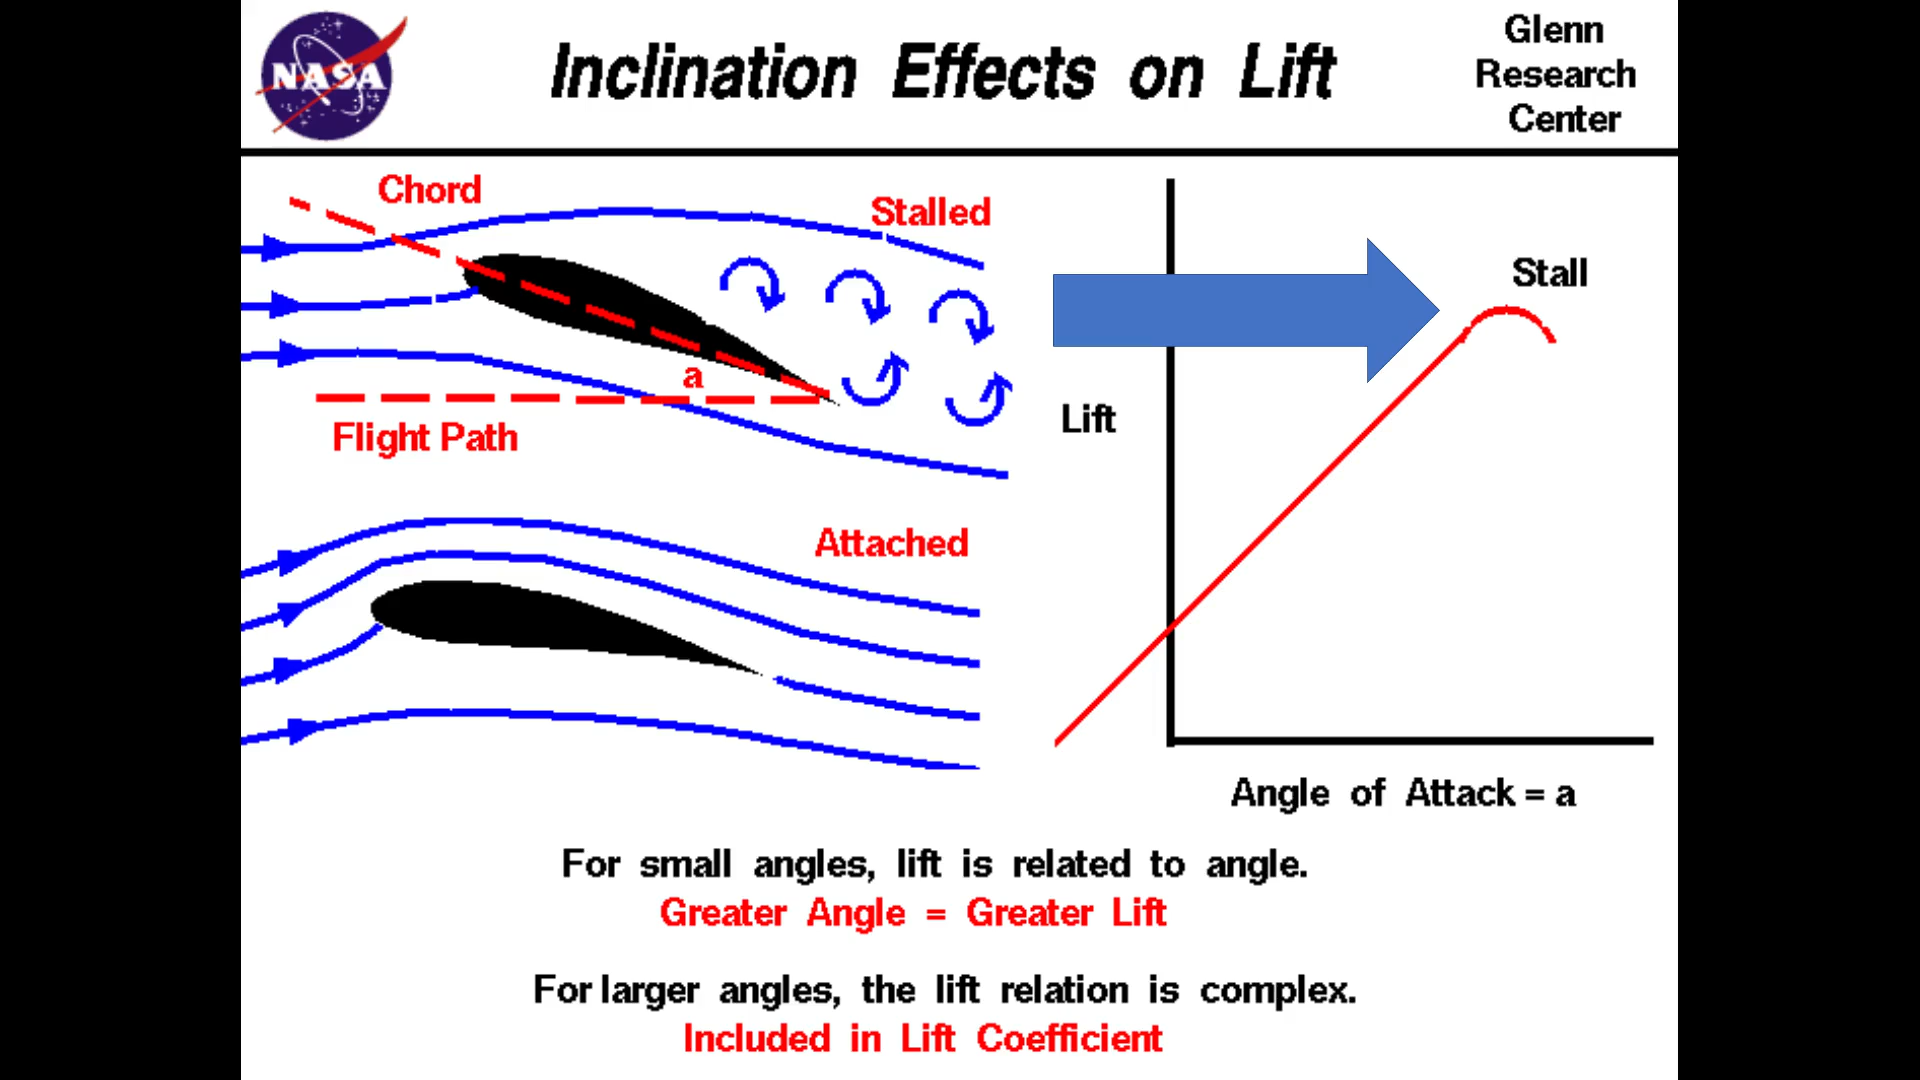 NASA
Inclination Effects on Lift
Glenn
Research
Center
Chord
Stalled
a
Flight Path
Attached
Stall
Lift
Angle of Attack = a
For small angles, lift is related to angle.
Greater Angle = Greater Lift
For larger angles, the lift relation is complex.
Included in Lift Coefficient